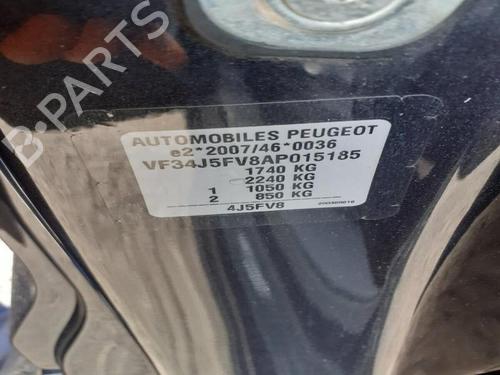 AUTOMOBILES PEUGEOT
e2*2007/46*0036
VF34J5FV8AP015185
1740 KG
2240 KG
1 1050 KG
2 850 KG
4J5FV8
B-PARTS